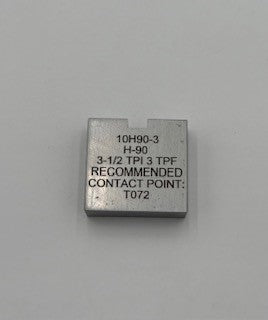 10H90-3
H-90
3-1/2 TPI 3 TPF
RECOMMENDED
CONTACT POINT:
T072